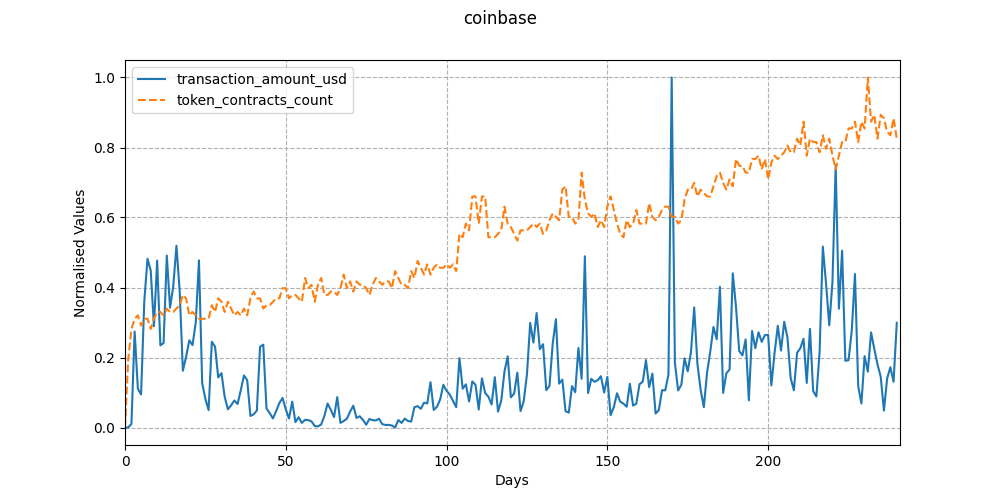 coinbase
transaction_amount_usd
token_contracts_count
Normalised Values
1.0
0.8
0.6
0.4
0.2
0.0
0 50 100 150 200
Days